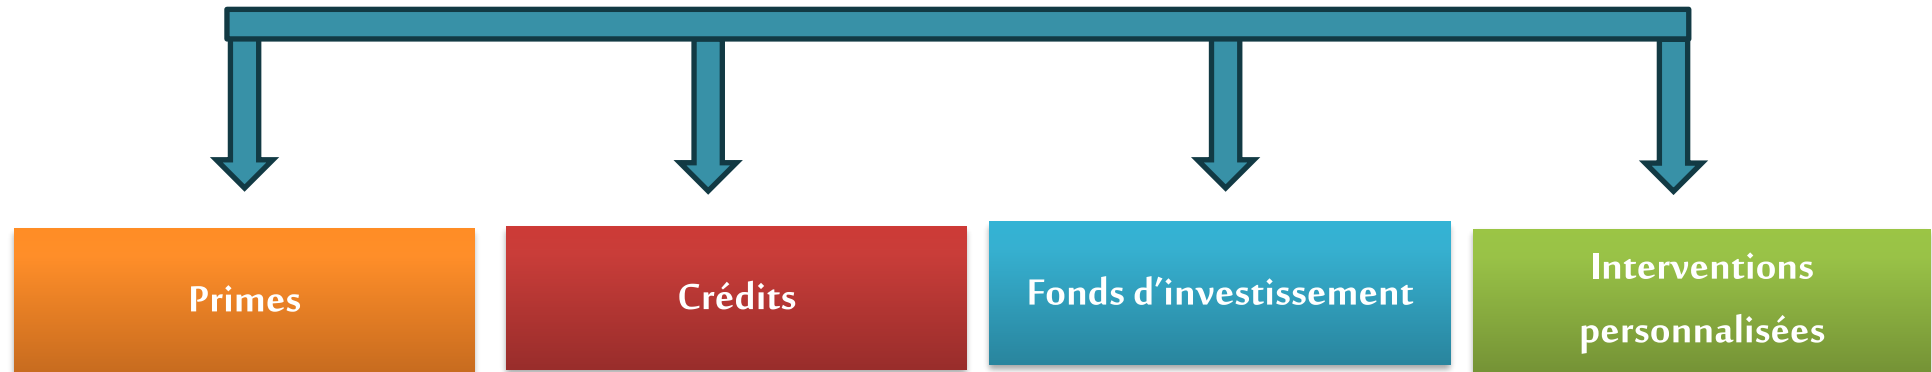 Primes
Crédits
Fonds d’investissement
Interventions
personnalisées